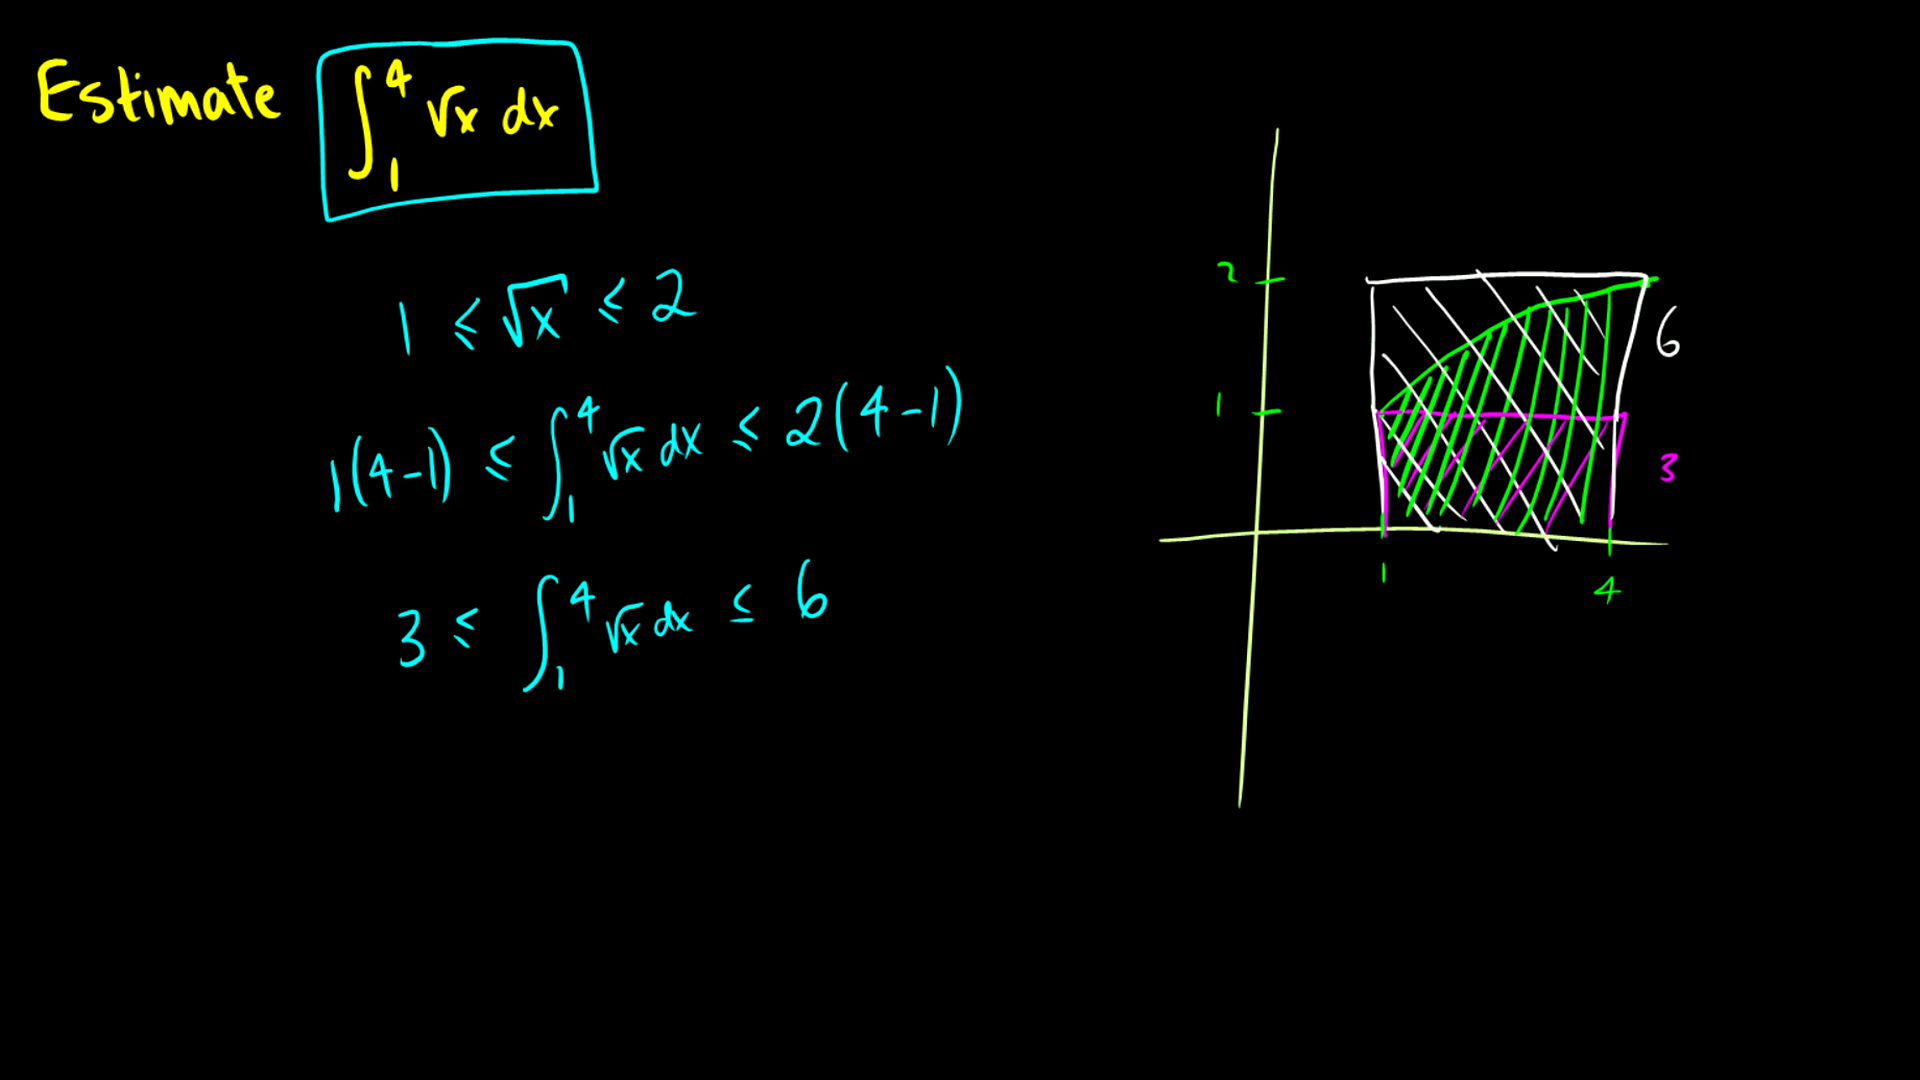 Estimate ∫₁⁴ √x dx
1 ≤ √x ≤ 2
1(4-1) ≤ ∫₁⁴ √x dx ≤ 2(4-1)
3 ≤ ∫₁⁴ √x dx ≤ 6
2
6
1
3
1
4